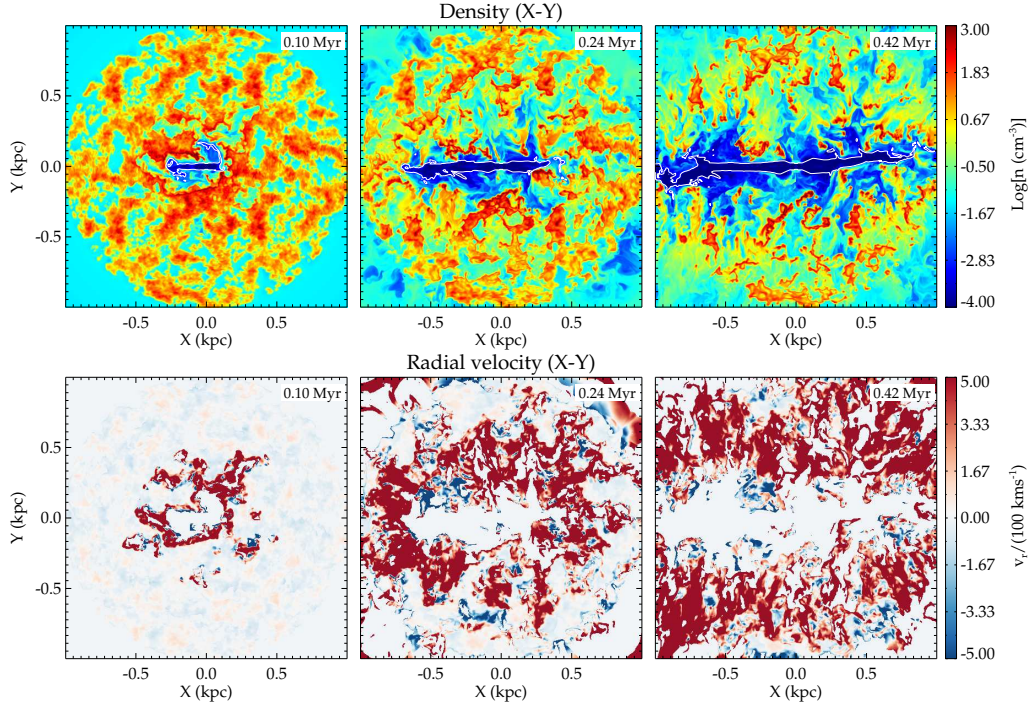 Density (X-Y)
0.10 Myr
0.24 Myr
0.42 Myr
0.5
0.0
-0.5
Y (kpc)
-0.5
0.0
0.5
X (kpc)
-0.5
0.0
0.5
X (kpc)
-0.5
0.0
0.5
X (kpc)
3.00
1.83
0.67
-0.50
-1.67
-2.83
-4.00
Log[n (cm⁻³)]
Radial velocity (X-Y)
0.10 Myr
0.24 Myr
0.42 Myr
0.5
0.0
-0.5
Y (kpc)
-0.5
0.0
0.5
X (kpc)
-0.5
0.0
0.5
X (kpc)
-0.5
0.0
0.5
X (kpc)
5.00
3.33
1.67
0.00
-1.67
-3.33
-5.00
vᵣ/(100 kms⁻¹)